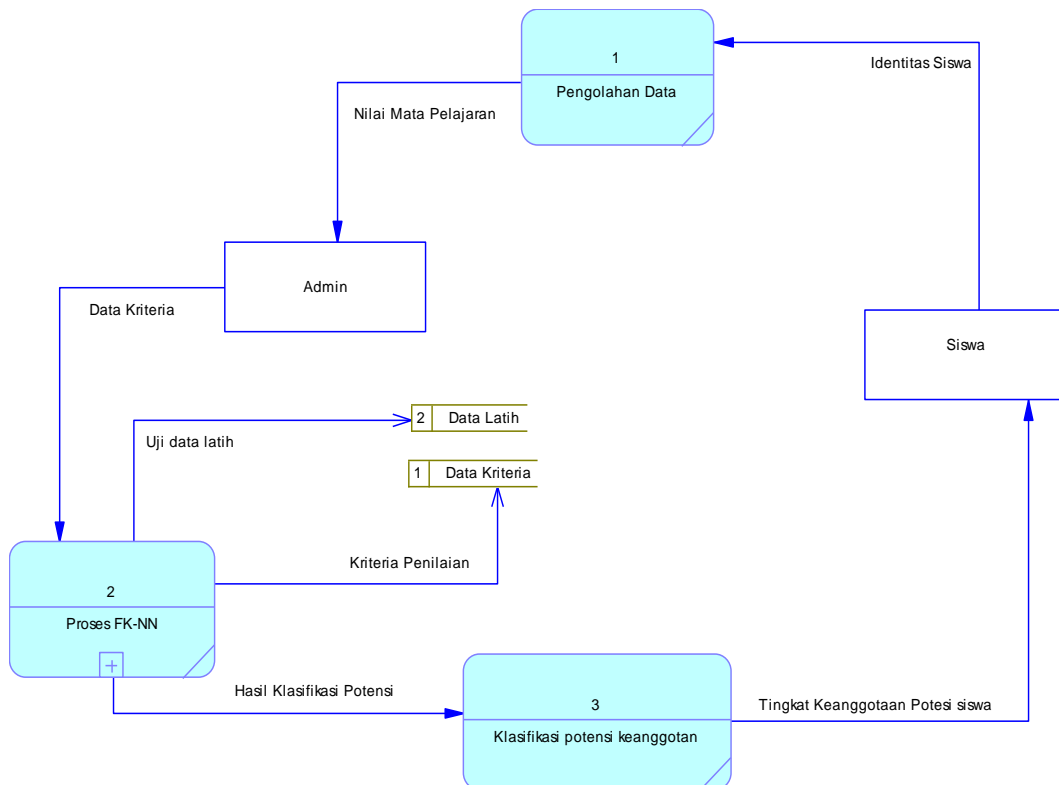 1
Pengolahan Data
Identitas Siswa
Nilai Mata Pelajaran
Admin
Data Kriteria
Siswa
2 Data Latih
Uji data latih
1 Data Kriteria
Kriteria Penilaian
2
Proses FK-NN
+
Hasil Klasifikasi Potensi
3
Klasifikasi potensi keanggotan
Tingkat Keanggotaan Potesi siswa